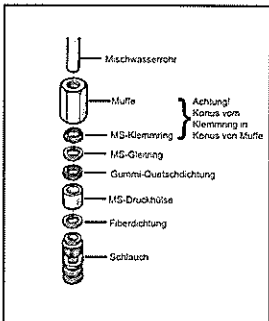 Mischwasserrohr
Muffe
Achtung!
Konus vom
Klemmring in
Konus von Muffe
MS-Klemmring
MS-Gleitring
Gummi-Quetschdichtung
MS-Druckhülse
Fiberdichtung
Schlauch